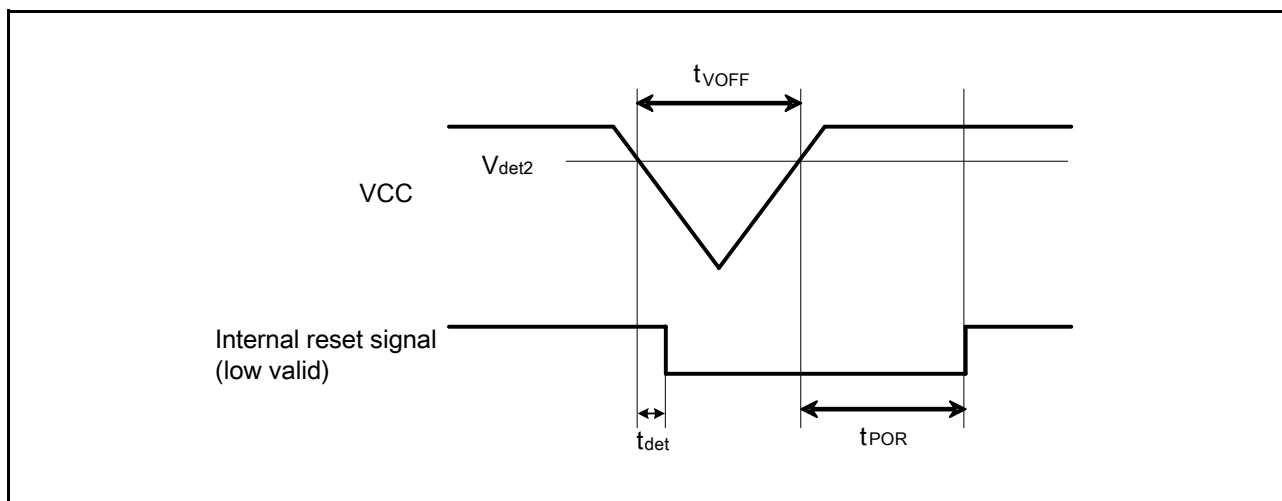 tVOFF
Vdet2
VCC
Internal reset signal
(low valid)
tdet
tPOR